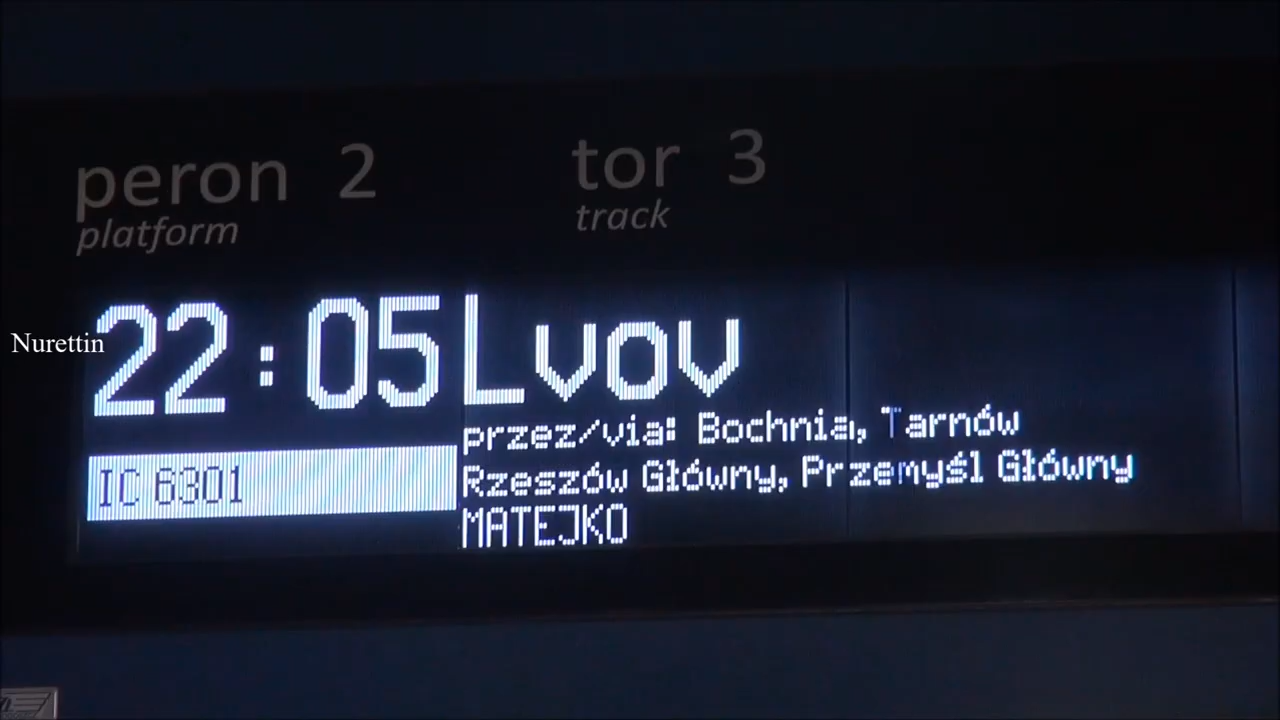 peron 2 tor 3
platform track
Nurettin
22:05 Lvov
przez/via: Bochnia, Tarnów
IC 6301 Rzeszów Główny, Przemyśl Główny
MATEJKO